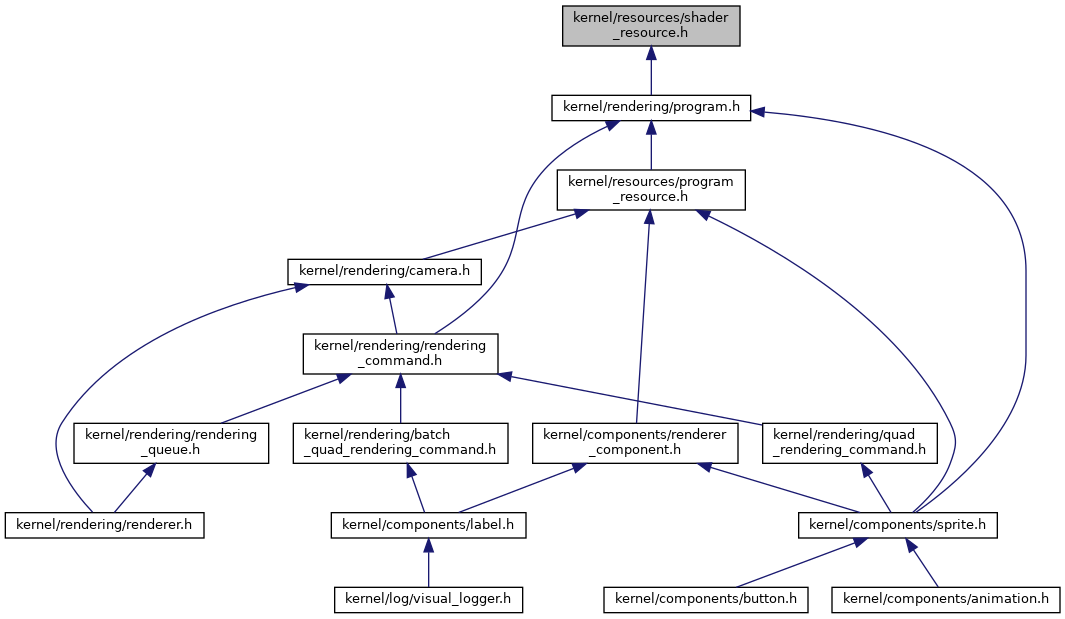 kernel/resources/shader
_resource.h
kernel/rendering/program.h
kernel/resources/program
_resource.h
kernel/rendering/camera.h
kernel/rendering/rendering
_command.h
kernel/rendering/rendering
_queue.h
kernel/rendering/batch
_quad_rendering_command.h
kernel/components/renderer
_component.h
kernel/rendering/quad
_rendering_command.h
kernel/rendering/renderer.h
kernel/components/label.h
kernel/components/sprite.h
kernel/log/visual_logger.h
kernel/components/button.h
kernel/components/animation.h